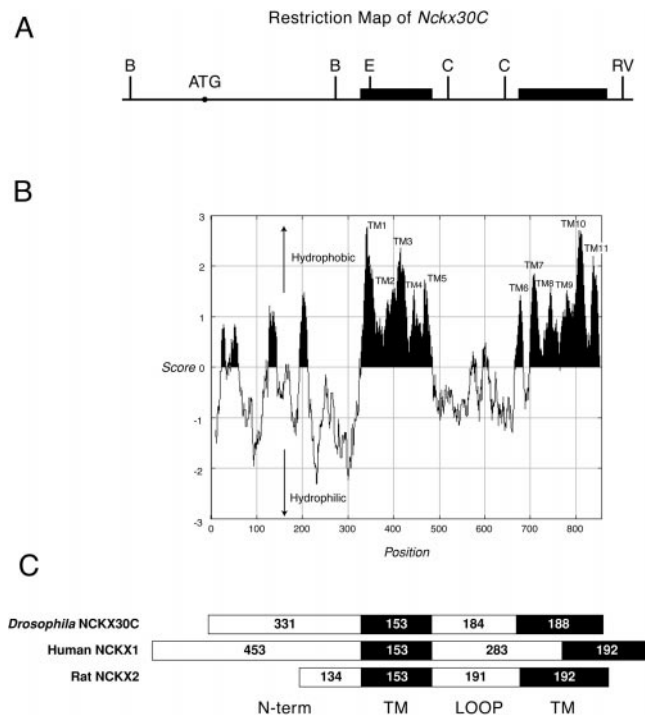 A
Restriction Map of Nckx30C
B B E C C RV
ATG
B
3
2
1
Score 0
-1
-2
-3
TM1
TM2
TM3
TM4
TM5
TM6
TM7
TM8
TM9
TM10
TM11
Hydrophobic
Hydrophilic
0 100 200 300 400 500 600 700 800
Position
C
Drosophila NCKX30C 331 153 184 188
Human NCKX1 453 153 283 192
Rat NCKX2 134 153 191 192
N-term TM LOOP TM